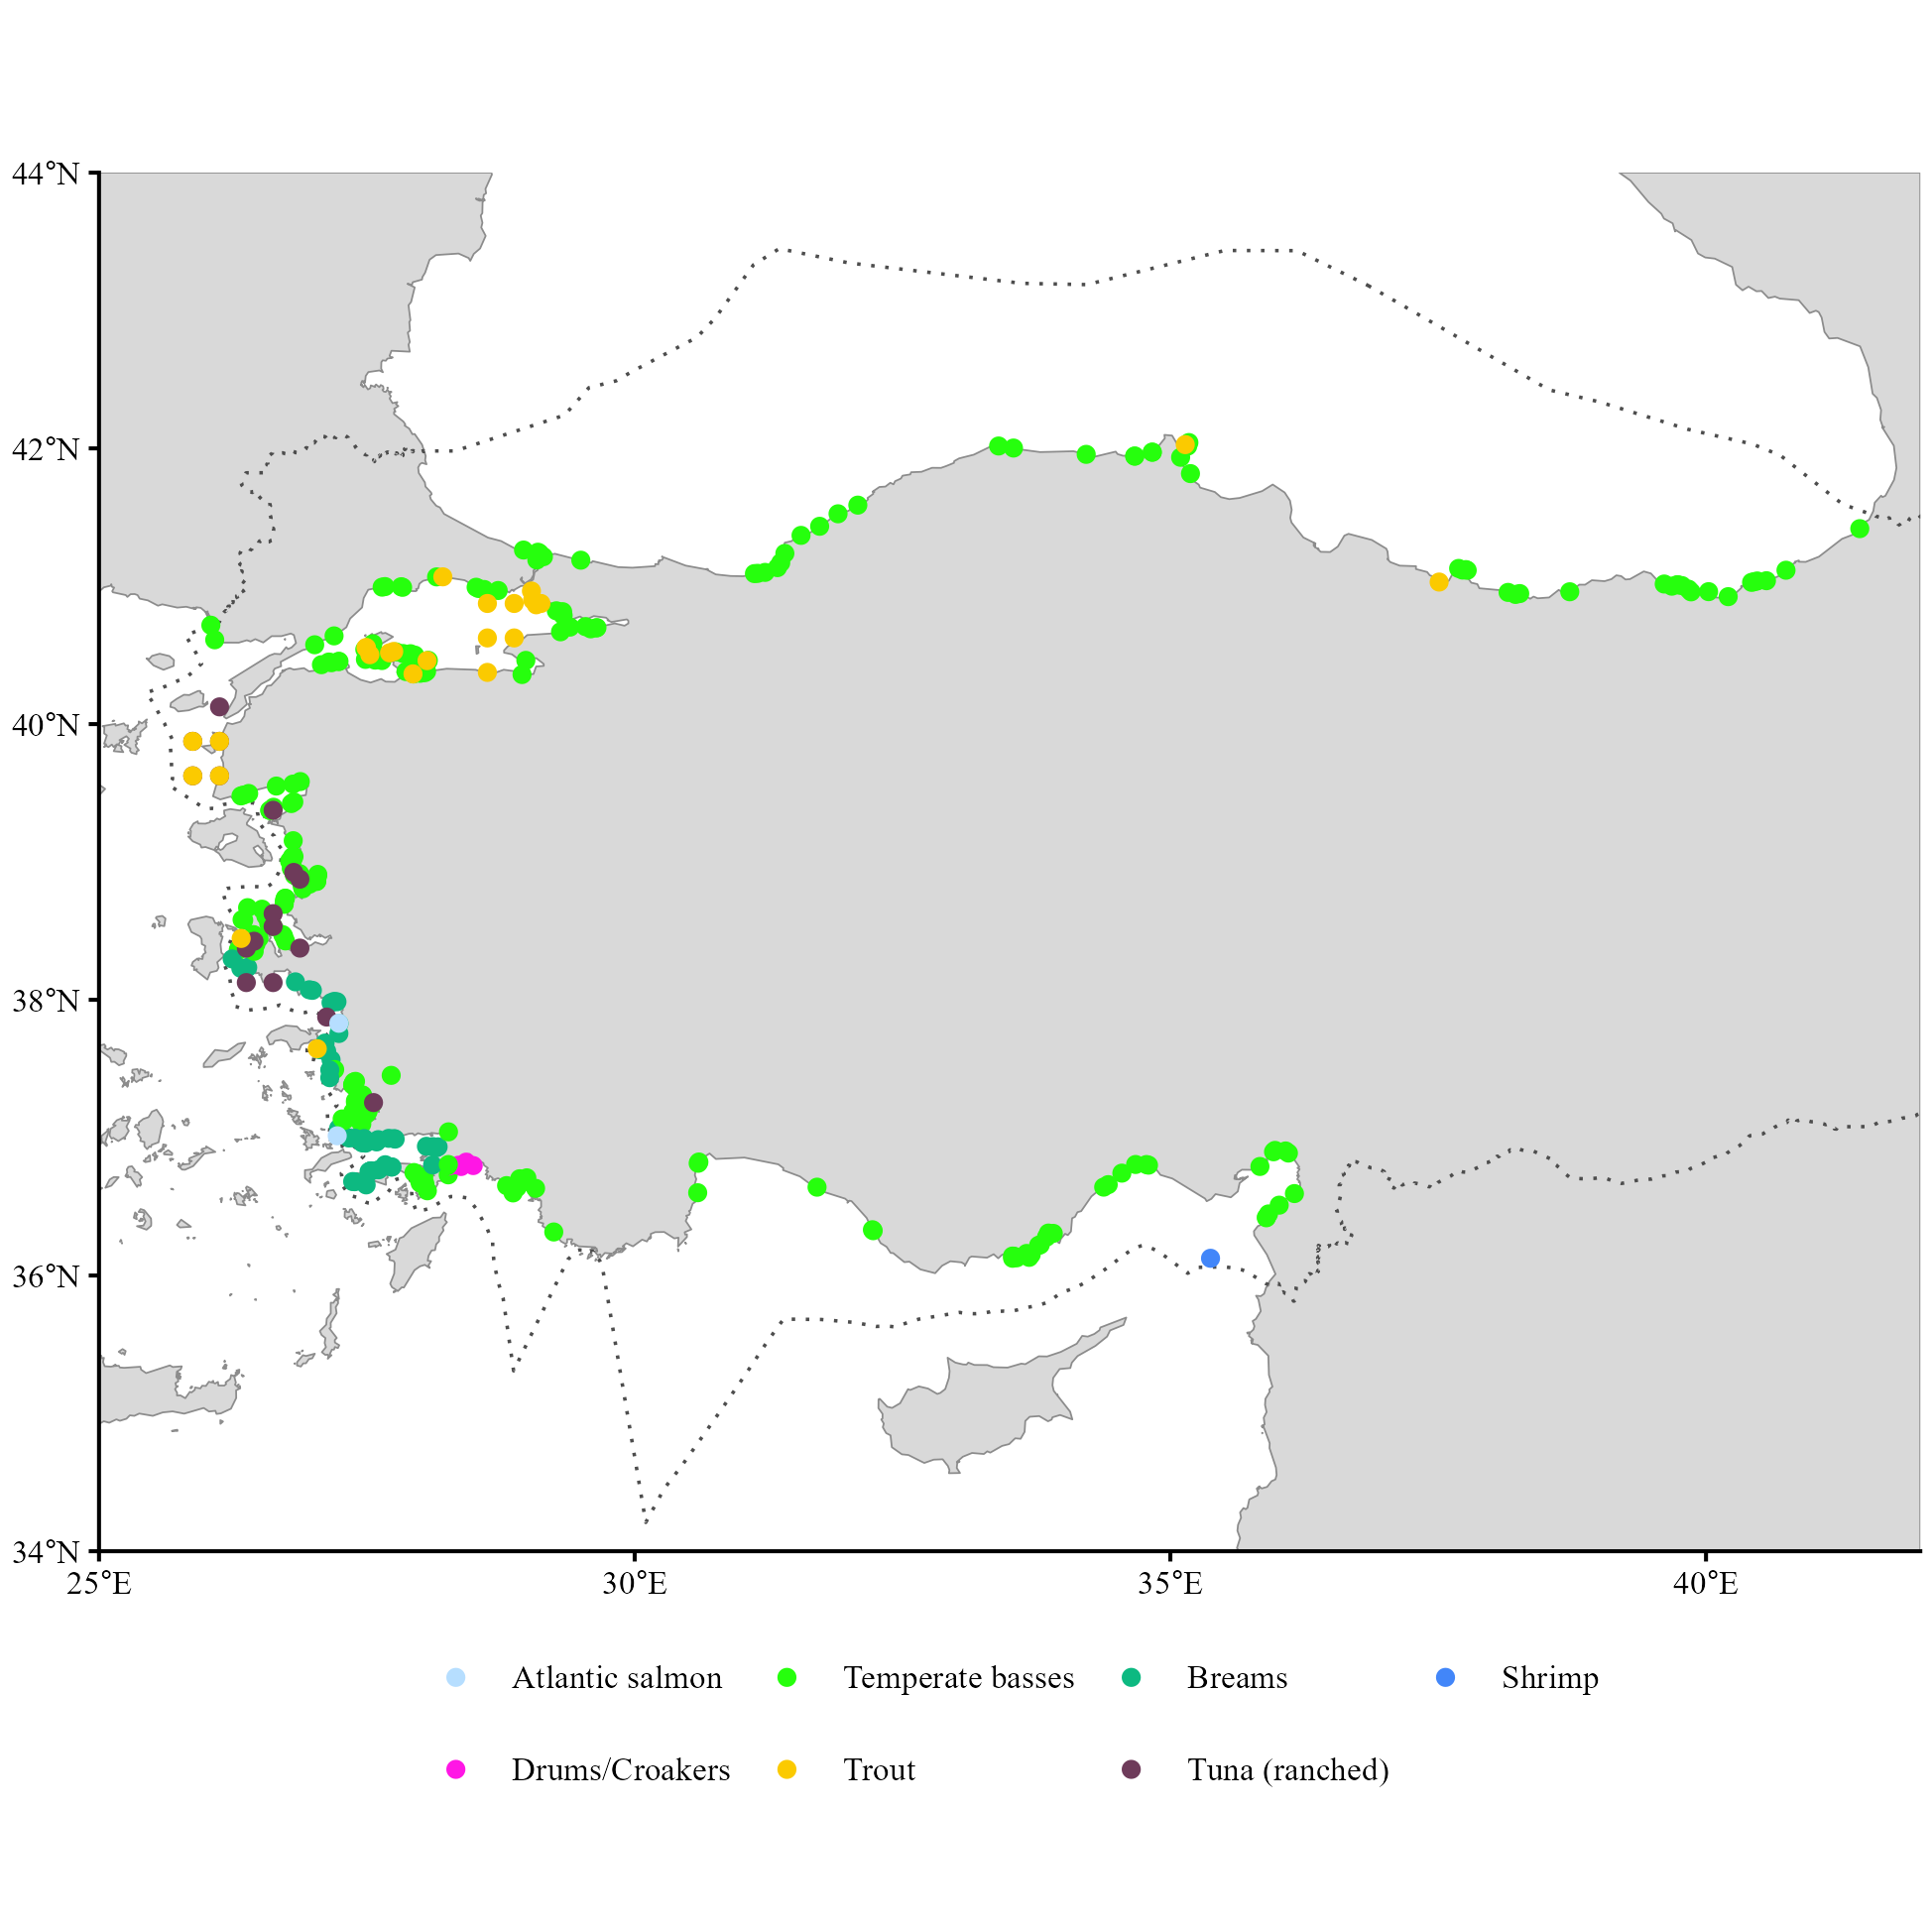 44°N
42°N
40°N
38°N
36°N
34°N
25°E 30°E 35°E 40°E
Atlantic salmon Temperate basses Breams Shrimp
Drums/Croakers Trout Tuna (ranched)